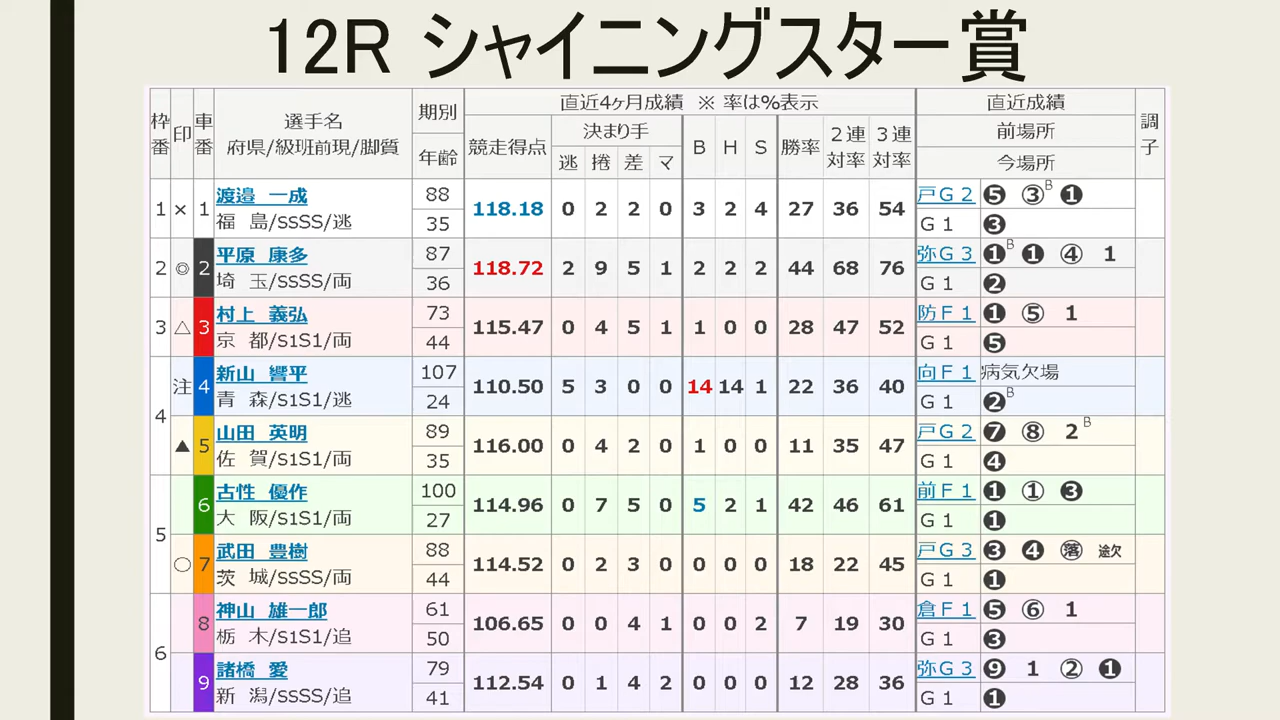 12R シャイニングスター賞
枠番 印 車番 選手名 府県/級班前現/脚質 期別 年齢 直近4ヶ月成績 ※ 率は%表示 直近成績 調子
競走得点 決まり手 B H S 勝率 2連対率 3連対率 前場所
逃 捲 差 マ 今場所
1 × 1 渡邉 一成 88 118.18 0 2 2 0 3 2 4 27 36 54 戸G2 ❺ ③B ❶
福 島/SSSS/逃 35 G1 ❸
2 ◎ 2 平原 康多 87 118.72 2 9 5 1 2 2 2 44 68 76 弥G3 ❶B ❶ ④ 1
埼 玉/SSSS/両 36 G1 ❷
3 △ 3 村上 義弘 73 115.47 0 4 5 1 1 0 0 28 47 52 防F1 ❶ ⑤ 1
京 都/S1S1/両 44 G1 ❺
4 注 4 新山 響平 107 110.50 5 3 0 0 14 14 1 22 36 40 向F1 病気欠場
青 森/S1S1/逃 24 G1 ❷B
▲ 5 山田 英明 89 116.00 0 4 2 0 1 0 0 11 35 47 戸G2 ❼ ⑧ 2B
佐 賀/S1S1/両 35 G1 ❹
5 6 古性 優作 100 114.96 0 7 5 0 5 2 1 42 46 61 前F1 ❶ ① ❸
大 阪/S1S1/両 27 G1 ❶
○ 7 武田 豊樹 88 114.52 0 2 3 0 0 0 0 18 22 45 戸G3 ❸ ❹ 落 途欠
茨 城/SSSS/両 44 G1 ❶
6 8 神山 雄一郎 61 106.65 0 0 4 1 0 0 2 7 19 30 倉F1 ❺ ⑥ 1
栃 木/S1S1/追 50 G1 ❸
9 諸橋 愛 79 112.54 0 1 4 2 0 0 0 12 28 36 弥G3 ❾ 1 ② ❶
新 潟/SSSS/追 41 G1 ❶